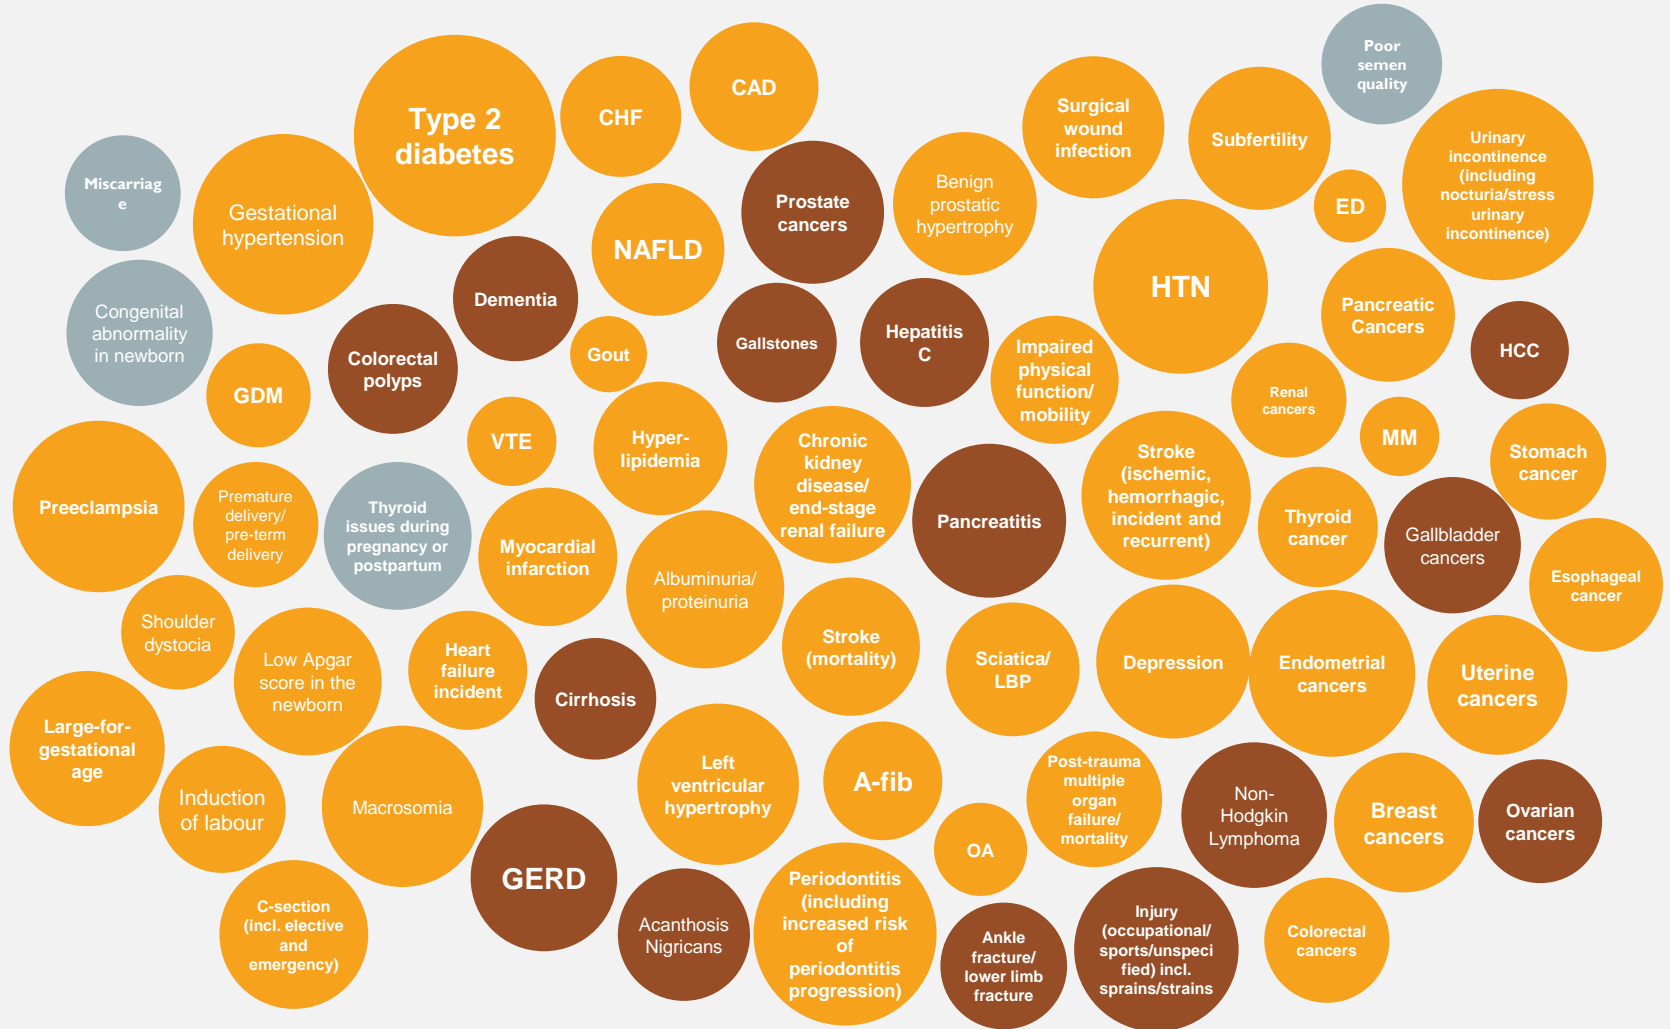 Type 2
diabetes
CHF
CAD
Poor
semen
quality
Surgical
wound
infection
Subfertility
Urinary
incontinence
(including
nocturia/stress
urinary
incontinence)
Miscarriag
e
Gestational
hypertension
Prostate
cancers
Benign
prostatic
hypertrophy
ED
NAFLD
HTN
Dementia
Congenital
abnormality
in newborn
Colorectal
polyps
Gout
Gallstones
Hepatitis
C
Impaired
physical
function/
mobility
Pancreatic
Cancers
HCC
GDM
VTE
Hyper-
lipidemia
Chronic
kidney
disease/
end-stage
renal failure
Renal
cancers
MM
Stomach
cancer
Preeclampsia
Premature
delivery/
pre-term
delivery
Thyroid
issues during
pregnancy or
postpartum
Myocardial
infarction
Pancreatitis
Stroke
(ischemic,
hemorrhagic,
incident and
recurrent)
Thyroid
cancer
Gallbladder
cancers
Esophageal
cancer
Albuminuria/
proteinuria
Shoulder
dystocia
Low Apgar
score in the
newborn
Heart
failure
incident
Cirrhosis
Stroke
(mortality)
Sciatica/
LBP
Depression
Endometrial
cancers
Uterine
cancers
Large-for-
gestational
age
Induction
of labour
Macrosomia
Left
ventricular
hypertrophy
A-fib
Post-trauma
multiple
organ
failure/
mortality
Non-
Hodgkin
Lymphoma
Breast
cancers
Ovarian
cancers
GERD
OA
C-section
(incl. elective
and
emergency)
Acanthosis
Nigricans
Periodontitis
(including
increased risk
of
periodontitis
progression)
Ankle
fracture/
lower limb
fracture
Injury
(occupational/
sports/unspeci
fied) incl.
sprains/strains
Colorectal
cancers